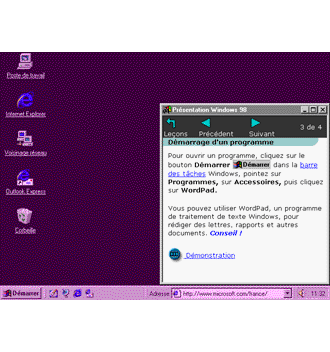 Poste de travail
Internet Explorer
Voisinage réseau
Outlook Express
Corbeille
Présentation Windows 98
Leçons Précédent Suivant 3 de 4
Démarrage d'un programme
Pour ouvrir un programme, cliquez sur le
bouton Démarrer Démarrer dans la barre
des tâches Windows, pointez sur
Programmes, sur Accessoires, puis cliquez
sur WordPad.
Vous pouvez utiliser WordPad, un programme
de traitement de texte Windows, pour
rédiger des lettres, rapports et autres
documents. Conseil !
Démonstration
Démarrer Adresse http://www.microsoft.com/france/ 11:32